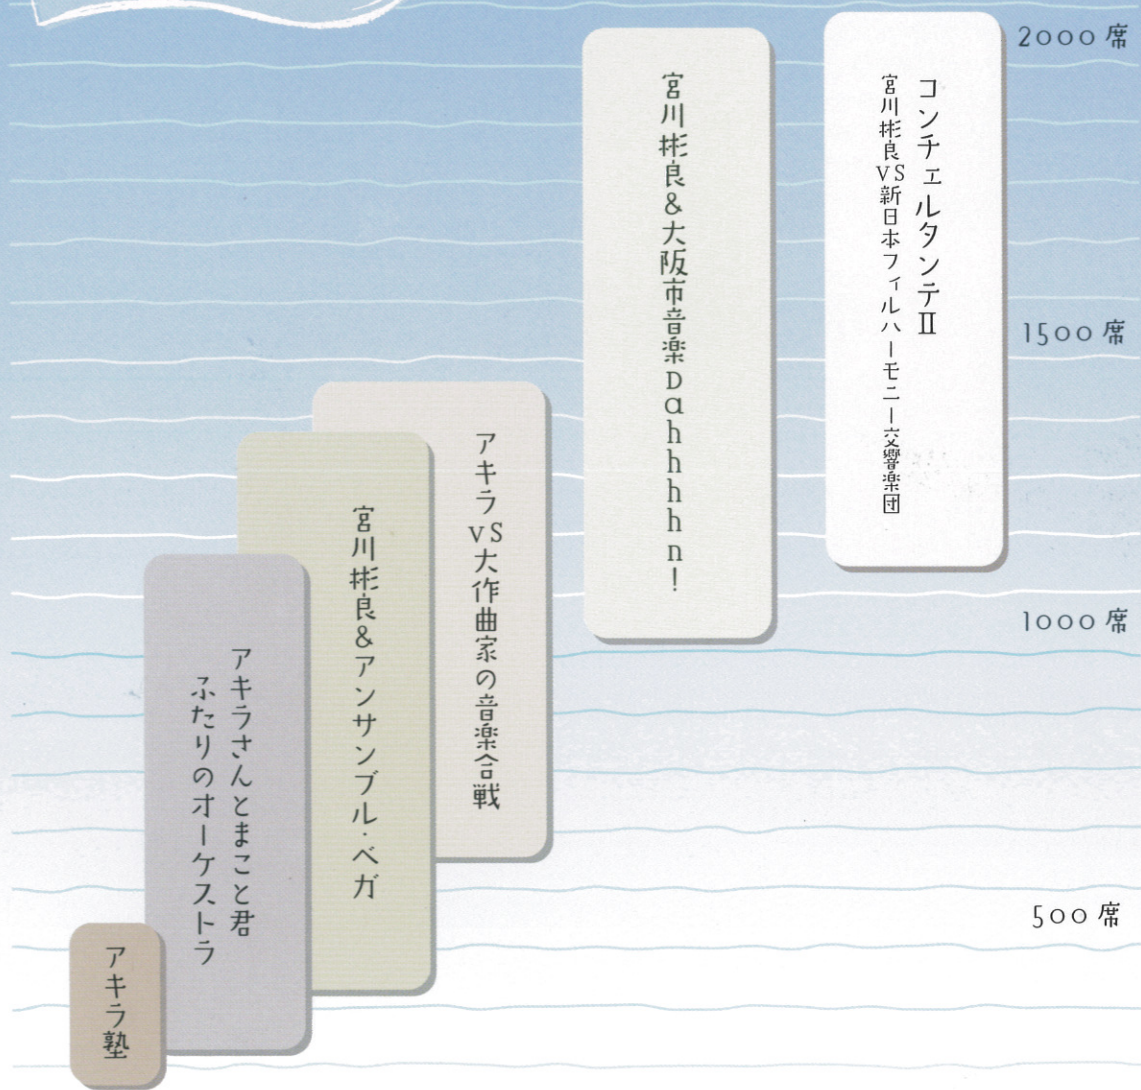 2000席
コンチェルタンテⅡ
宮川彬良VS新日本フィルハーモニー交響楽団
宮川彬良&大阪市音楽Dahhhhn!
1500席
アキラvs大作曲家の音楽合戦
宮川彬良&アンサンブル・ベガ
1000席
アキラさんとまこと君
ふたりのオーケストラ
500席
アキラ塾